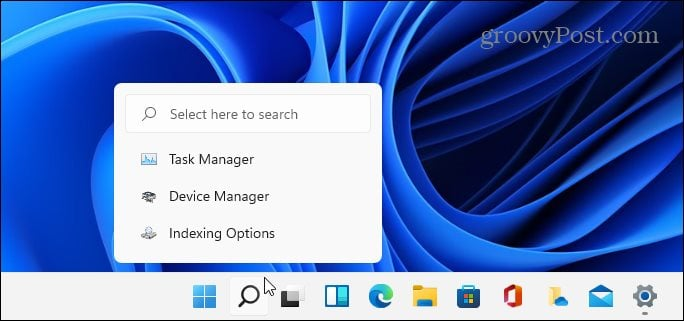 groovyPost.com
Select here to search
Task Manager
Device Manager
Indexing Options